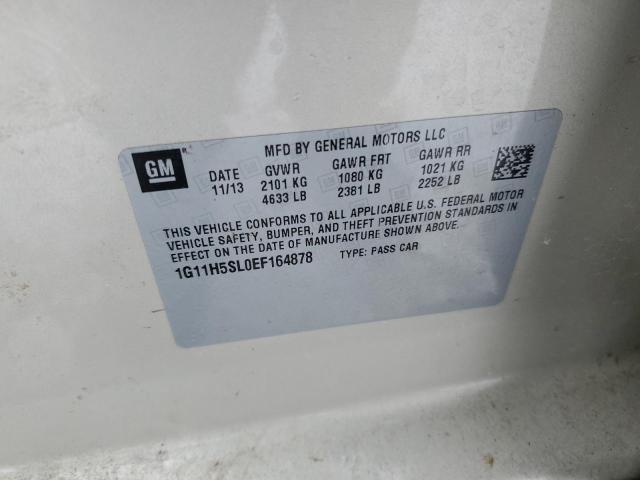 MFD BY GENERAL MOTORS LLC
GM
DATE GVWR GAWR FRT GAWR RR
11/13 2101 KG 1080 KG 1021 KG
4633 LB 2381 LB 2252 LB
THIS VEHICLE CONFORMS TO ALL APPLICABLE U.S. FEDERAL MOTOR
VEHICLE SAFETY, BUMPER, AND THEFT PREVENTION STANDARDS IN
EFFECT ON THE DATE OF MANUFACTURE SHOWN ABOVE.
1G11H5SL0EF164878 TYPE: PASS CAR